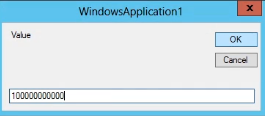 WindowsApplication1
x
Value
OK
Cancel
100000000000